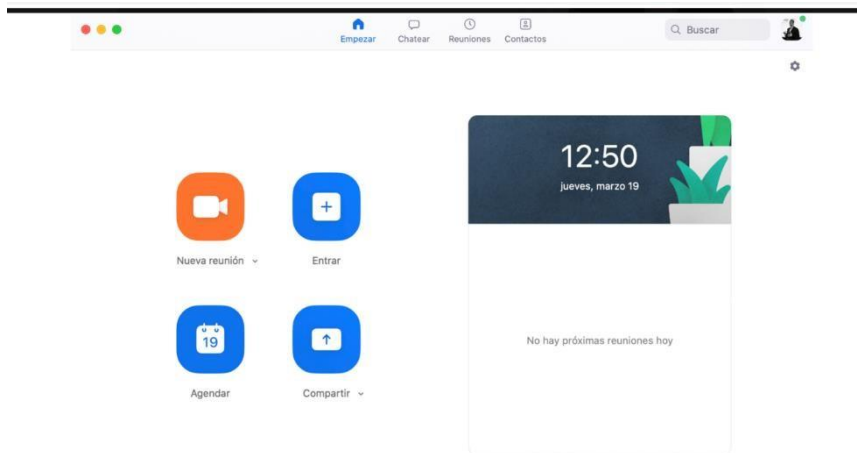 Empezar
Chatear
Reuniones
Contactos
Buscar
12:50
jueves, marzo 19
Nueva reunión
Entrar
19
Agendar
Compartir
No hay próximas reuniones hoy